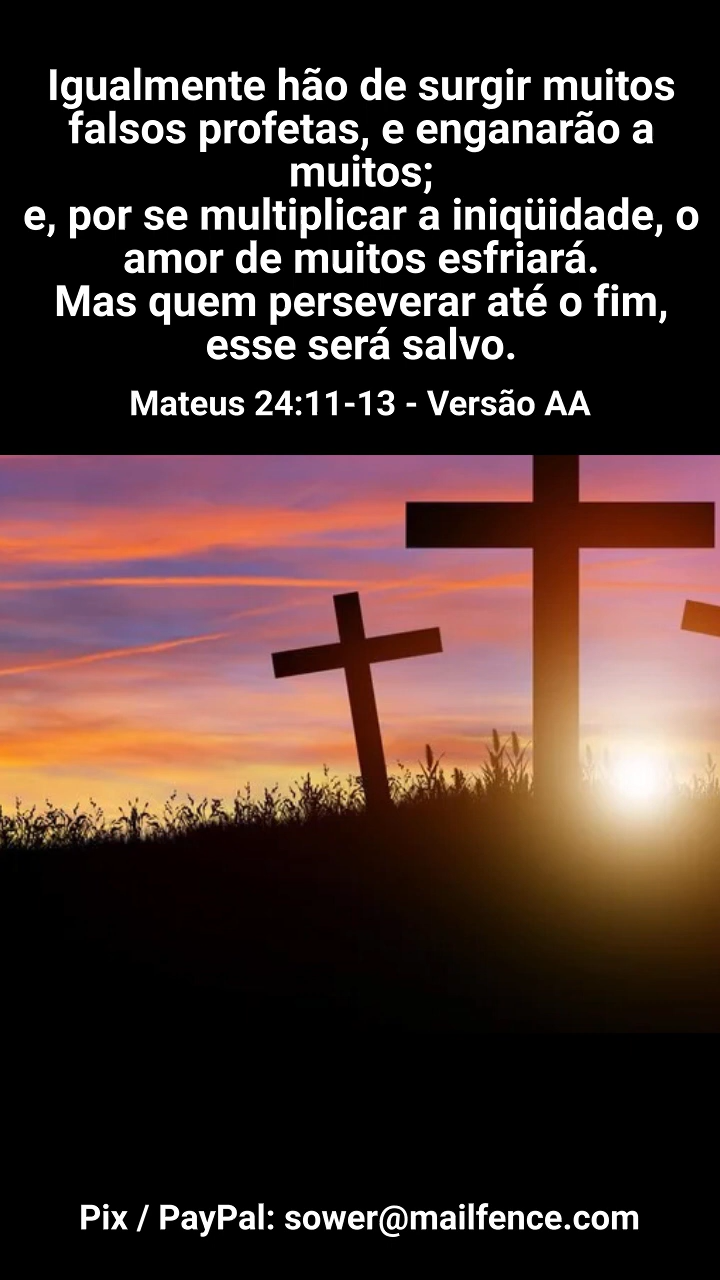 Igualmente hão de surgir muitos
falsos profetas, e enganarão a
muitos;
e, por se multiplicar a iniqüidade, o
amor de muitos esfriará.
Mas quem perseverar até o fim,
esse será salvo.
Mateus 24:11-13 - Versão AA
Pix / PayPal: sower@mailfence.com